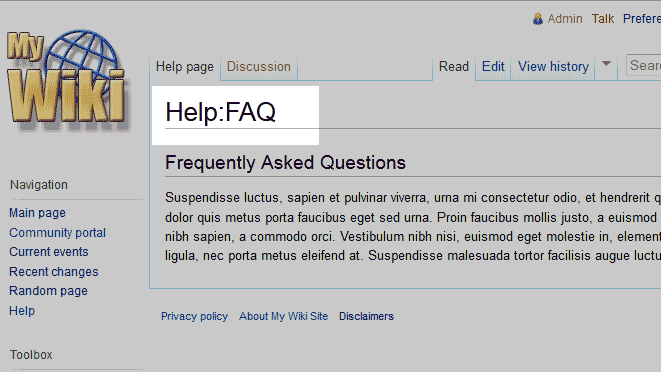 My
Wiki
Admin Talk Prefere
Help page Discussion Read Edit View history Sear
Help:FAQ
Frequently Asked Questions
Suspendisse luctus, sapien et pulvinar viverra, urna mi consectetur odio, et hendrerit q
dolor quis metus porta faucibus eget sed urna. Proin faucibus mollis justo, a euismod
nibh sapien, a commodo orci. Vestibulum nibh nisi, euismod eget molestie in, element
ligula, nec porta metus eleifend at. Suspendisse malesuada tortor facilisis augue luctu
Navigation
Main page
Community portal
Current events
Recent changes
Random page
Help
Privacy policy About My Wiki Site Disclaimers
Toolbox